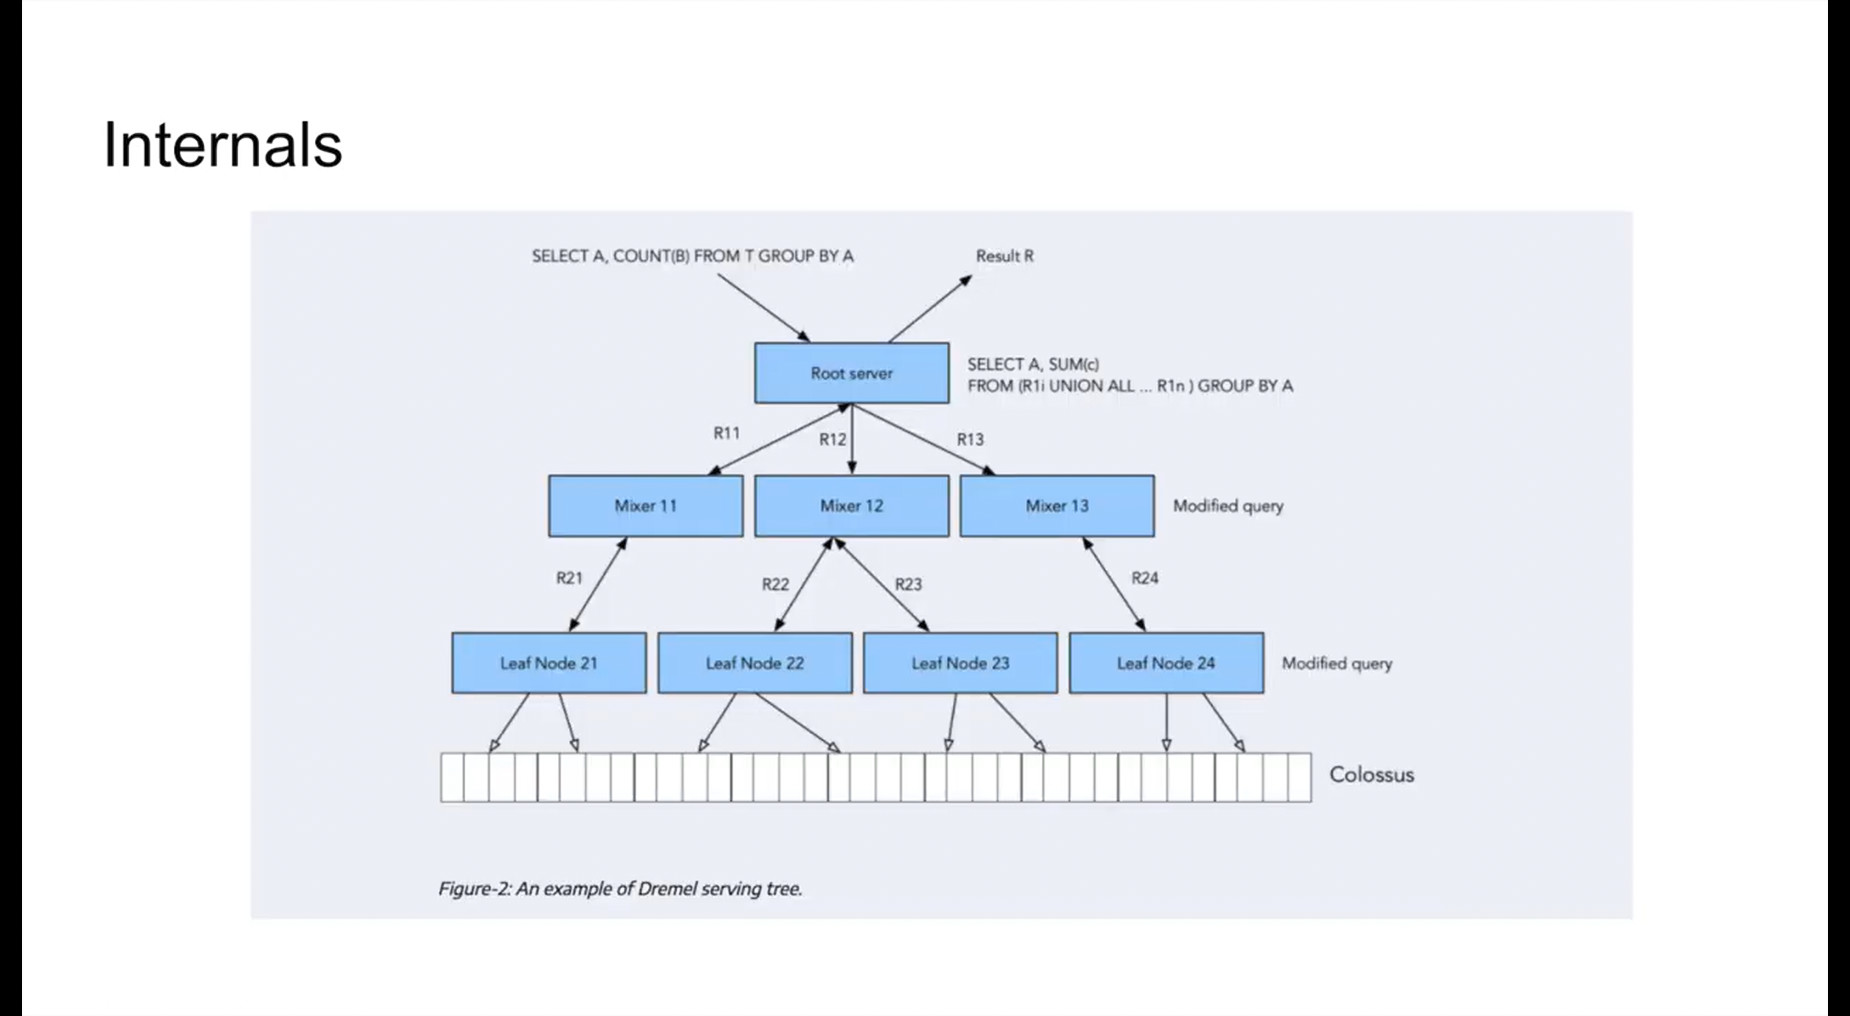 Internals
SELECT A, COUNT(B) FROM T GROUP BY A
Result R
Root server
SELECT A, SUM(c)
FROM (R1i UNION ALL ... R1n ) GROUP BY A
R11
R12
R13
Mixer 11
Mixer 12
Mixer 13
Modified query
R21
R22
R23
R24
Leaf Node 21
Leaf Node 22
Leaf Node 23
Leaf Node 24
Modified query
Colossus
Figure-2: An example of Dremel serving tree.